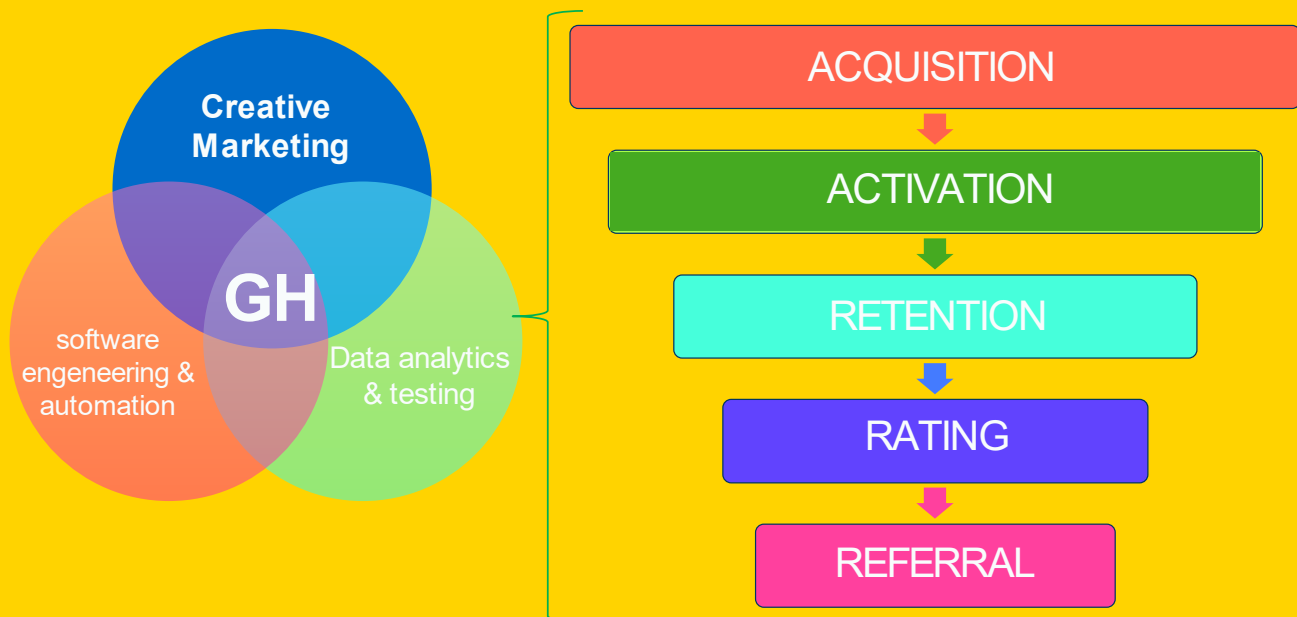 Creative
Marketing
GH
software
engeneering &
automation
Data analytics
& testing
ACQUISITION
ACTIVATION
RETENTION
RATING
REFERRAL